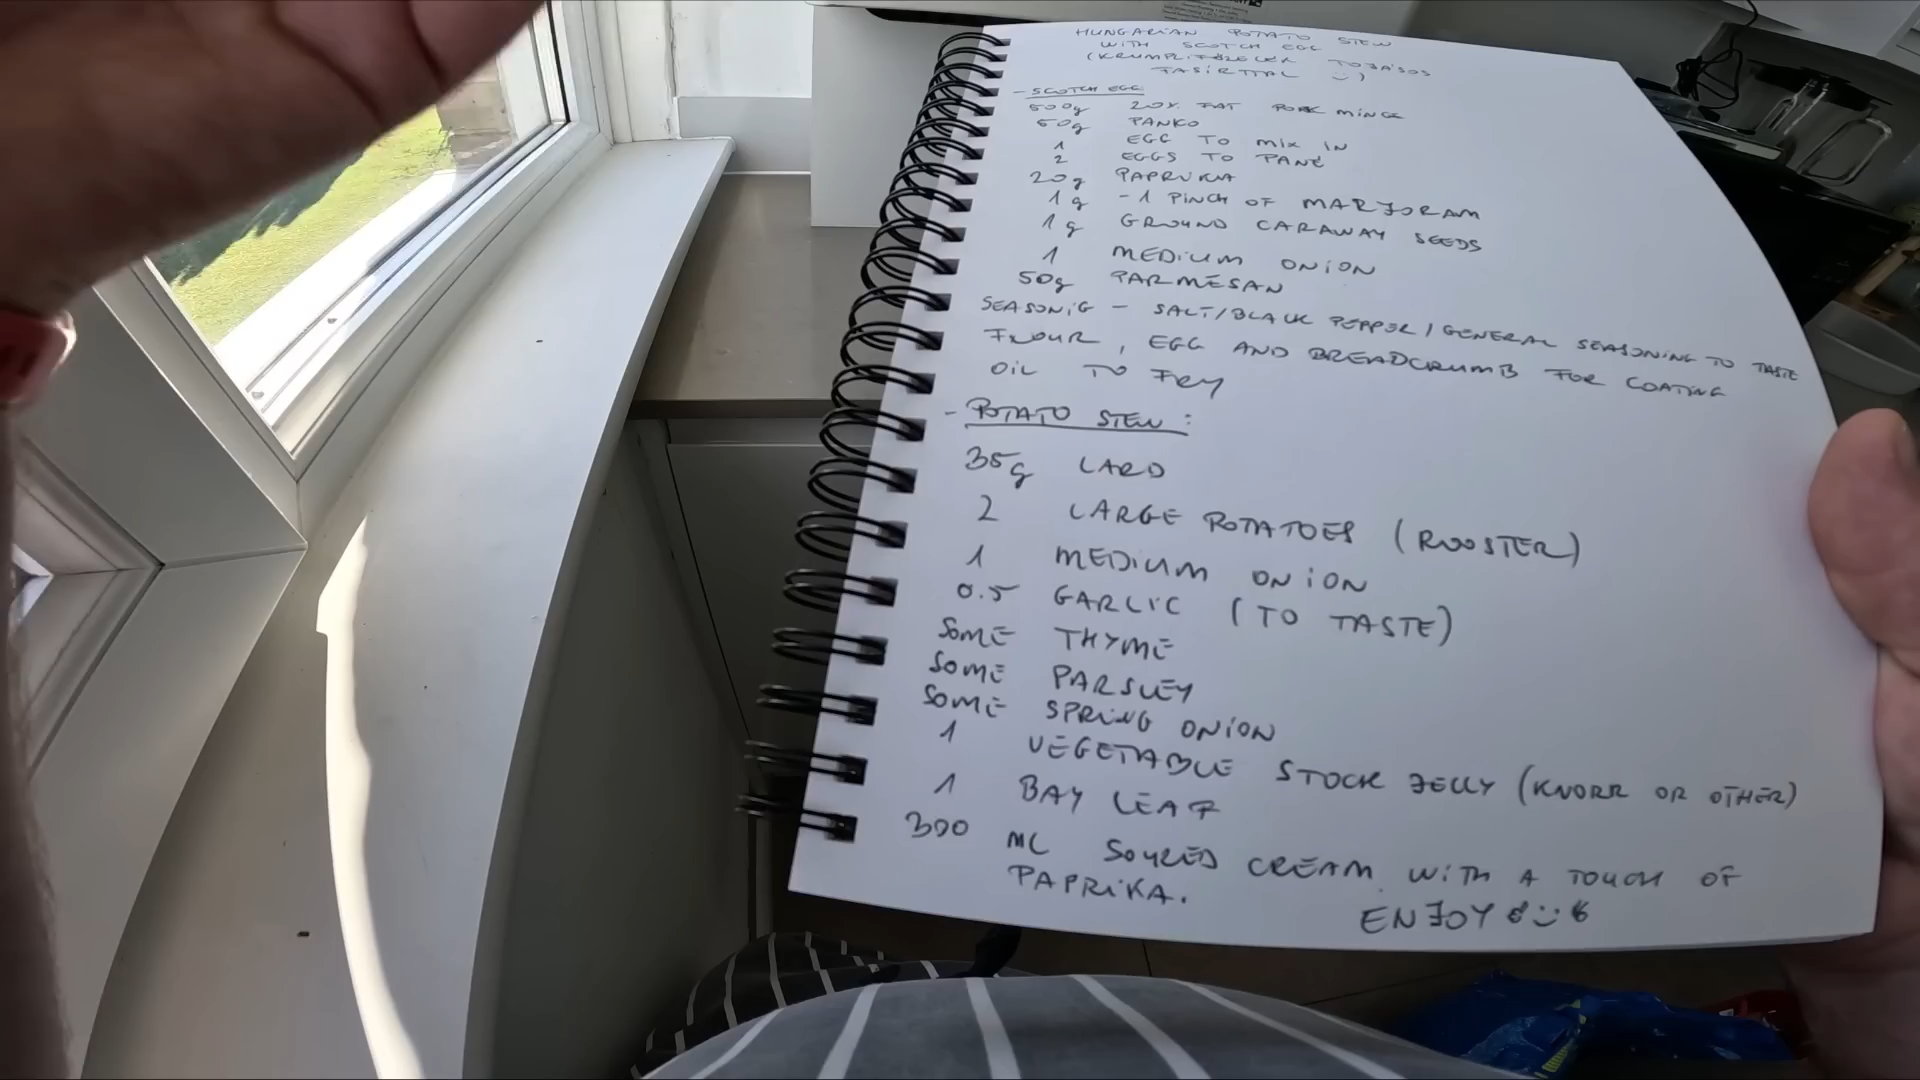 HUNGARIAN POTATO STEW
WITH SCOTCH EGG
(KRUMPLIFŐZELÉK TOJÁSOS
FASÍRTTAL :))
- SCOTCH EGG
500g 20% FAT PORK MINCE
50g PANKO
1 EGG TO MIX IN
2 EGGS TO PANÉ
20g PAPRIKA
1g -1 PINCH OF MARJORAM
1g GROUND CARAWAY SEEDS
1 MEDIUM ONION
50g PARMESAN
SEASONIG - SALT/BLACK PEPPER/GENERAL SEASONING TO TASTE
FLOUR, EGG AND BREADCRUMB FOR COATING
OIL TO FRY
- POTATO STEW:
35g LARD
2 LARGE POTATOES (ROOSTER)
1 MEDIUM ONION
0.5 GARLIC (TO TASTE)
SOME THYME
SOME PARSLEY
SOME SPRING ONION
1 VEGETABLE STOCK JELLY (KNORR OR OTHER)
1 BAY LEAF
300 ML SOURED CREAM WITH A TOUCH OF
PAPRIKA.
ENJOY :)